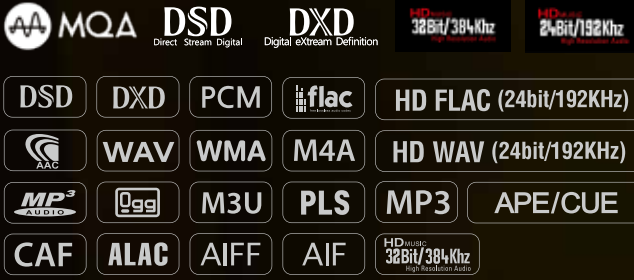 MQA DSD DXD HD MUSIC HD MUSIC
Direct Stream Digital Digital eXtream Definition 32Bit/384Khz 24Bit/192Khz
High Resolution Audio High Resolution Audio
DSD DXD PCM flac HD FLAC (24bit/192KHz)
AAC WAV WMA M4A HD WAV (24bit/192KHz)
MP3 AUDIO Ogg M3U PLS MP3 APE/CUE
CAF ALAC AIFF AIF HD MUSIC
32Bit/384Khz
High Resolution Audio